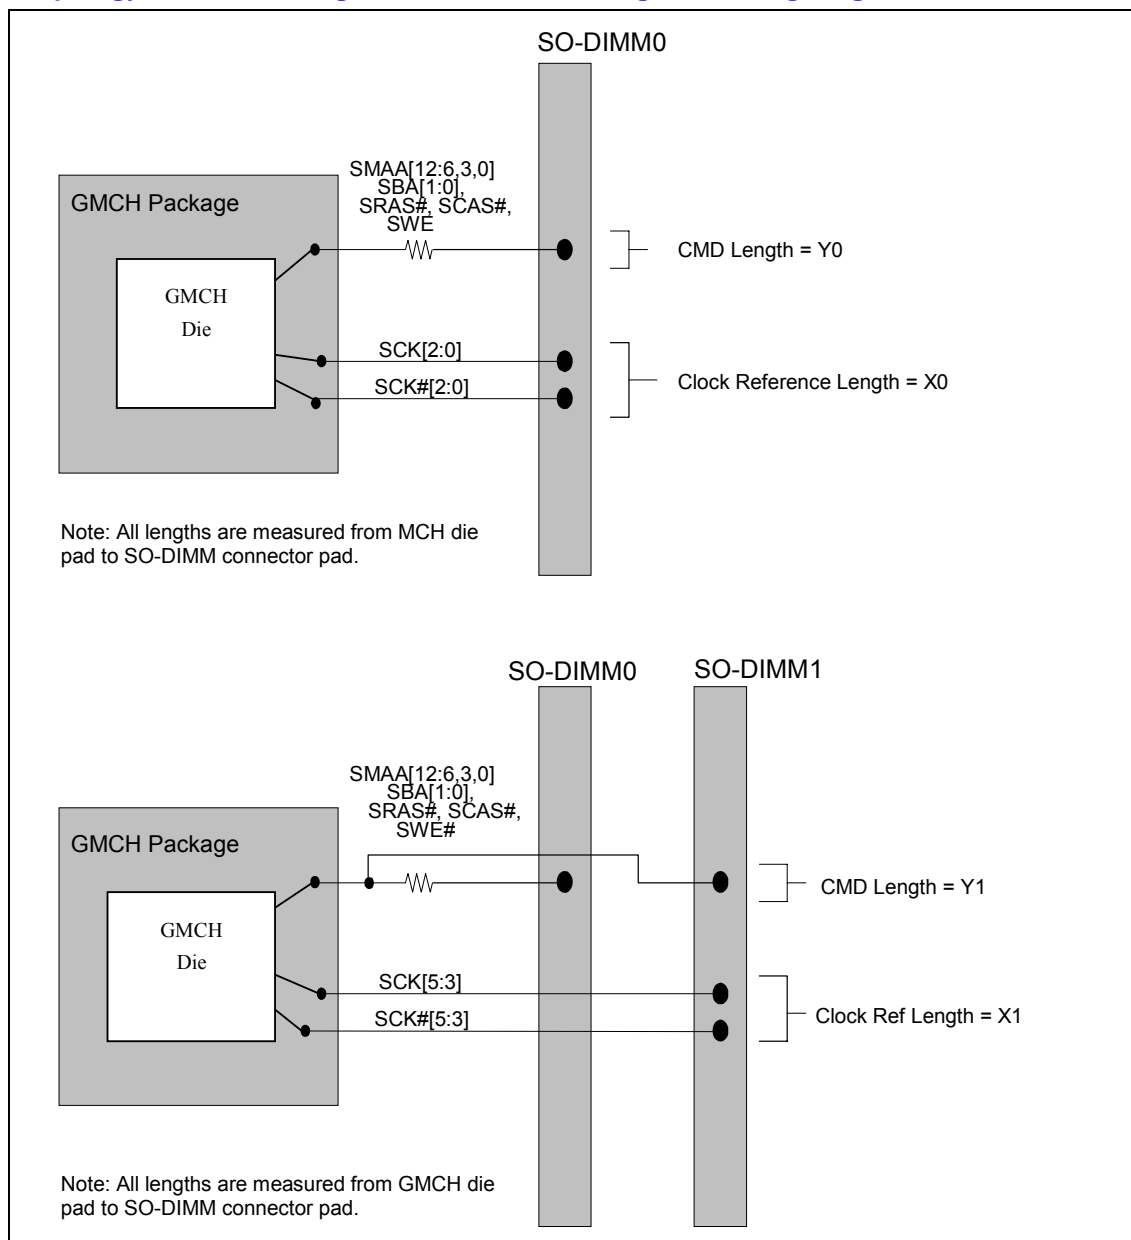 SO-DIMM0
SMAA[12:6,3,0]
SBA[1:0],
SRAS#, SCAS#,
SWE
GMCH Package
CMD Length = Y0
GMCH
Die
SCK[2:0]
SCK#[2:0]
Clock Reference Length = X0
Note: All lengths are measured from MCH die
pad to SO-DIMM connector pad.
SO-DIMM0
SO-DIMM1
SMAA[12:6,3,0]
SBA[1:0],
SRAS#, SCAS#,
SWE#
GMCH Package
CMD Length = Y1
GMCH
Die
SCK[5:3]
SCK#[5:3]
Clock Ref Length = X1
Note: All lengths are measured from GMCH die
pad to SO-DIMM connector pad.